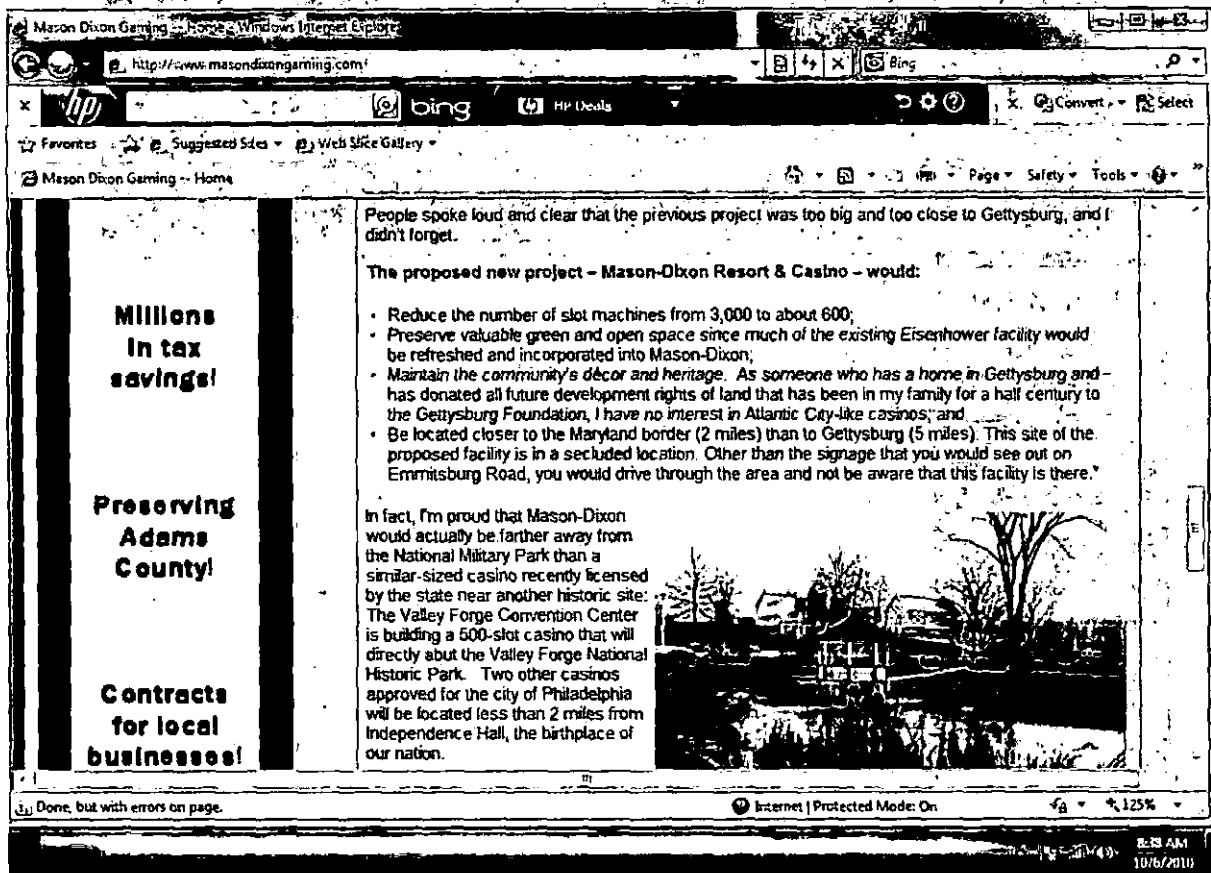 Mason Dixon Gaming -- Home - Windows Internet Explorer
http://www.masondixongaming.com/
Bing
hp
bing
HP Deals
Convert
Select
Favorites
Suggested Sites
Web Slice Gallery
Mason Dixon Gaming -- Home
Page
Safety
Tools
Millions
in tax
savings!
Preserving
Adams
County!
Contracts
for local
businesses!
People spoke loud and clear that the previous project was too big and too close to Gettysburg, and I
didn't forget.
The proposed new project – Mason-Dixon Resort & Casino – would:
• Reduce the number of slot machines from 3,000 to about 600;
• Preserve valuable green and open space since much of the existing Eisenhower facility would
be refreshed and incorporated into Mason-Dixon;
• Maintain the community's décor and heritage. As someone who has a home in Gettysburg and –
has donated all future development rights of land that has been in my family for a half century to
the Gettysburg Foundation, I have no interest in Atlantic City-like casinos; and
• Be located closer to the Maryland border (2 miles) than to Gettysburg (5 miles). This site of the
proposed facility is in a secluded location. Other than the signage that you would see out on
Emmitsburg Road, you would drive through the area and not be aware that this facility is there."
In fact, I'm proud that Mason-Dixon
would actually be farther away from
the National Military Park than a
similar-sized casino recently licensed
by the state near another historic site:
The Valley Forge Convention Center
is building a 500-slot casino that will
directly abut the Valley Forge National
Historic Park. Two other casinos
approved for the city of Philadelphia
will be located less than 2 miles from
Independence Hall, the birthplace of
our nation.
Done, but with errors on page.
Internet | Protected Mode: On
125%
8:38 AM
10/6/2010